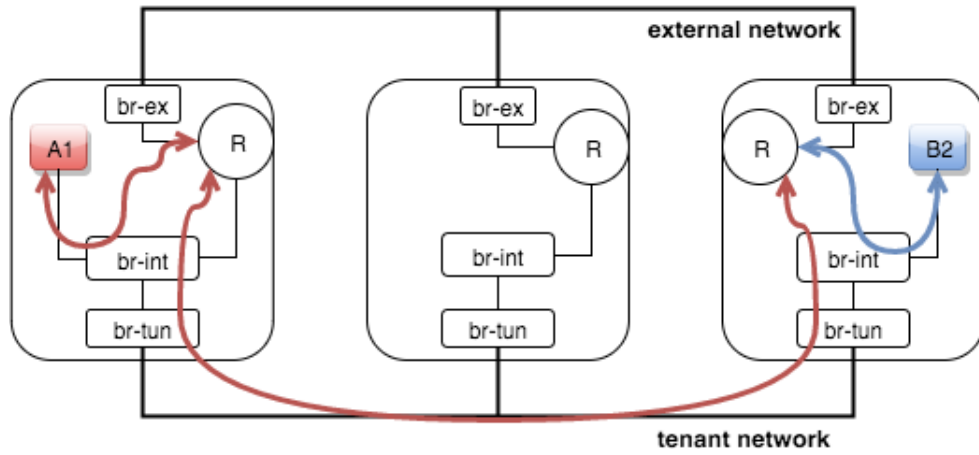 external network
br-ex
A1
R
br-int
br-tun
br-ex
R
br-int
br-tun
br-ex
R
B2
br-int
br-tun
tenant network